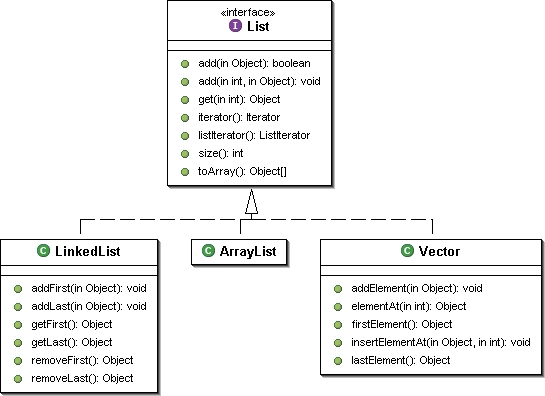 «interface»
I List
add(in Object): boolean
add(in int, in Object): void
get(in int): Object
iterator(): Iterator
listIterator(): ListIterator
size(): int
toArray(): Object[]
C LinkedList
addFirst(in Object): void
addLast(in Object): void
getFirst(): Object
getLast(): Object
removeFirst(): Object
removeLast(): Object
C ArrayList
C Vector
addElement(in Object): void
elementAt(in int): Object
firstElement(): Object
insertElementAt(in Object, in int): void
lastElement(): Object